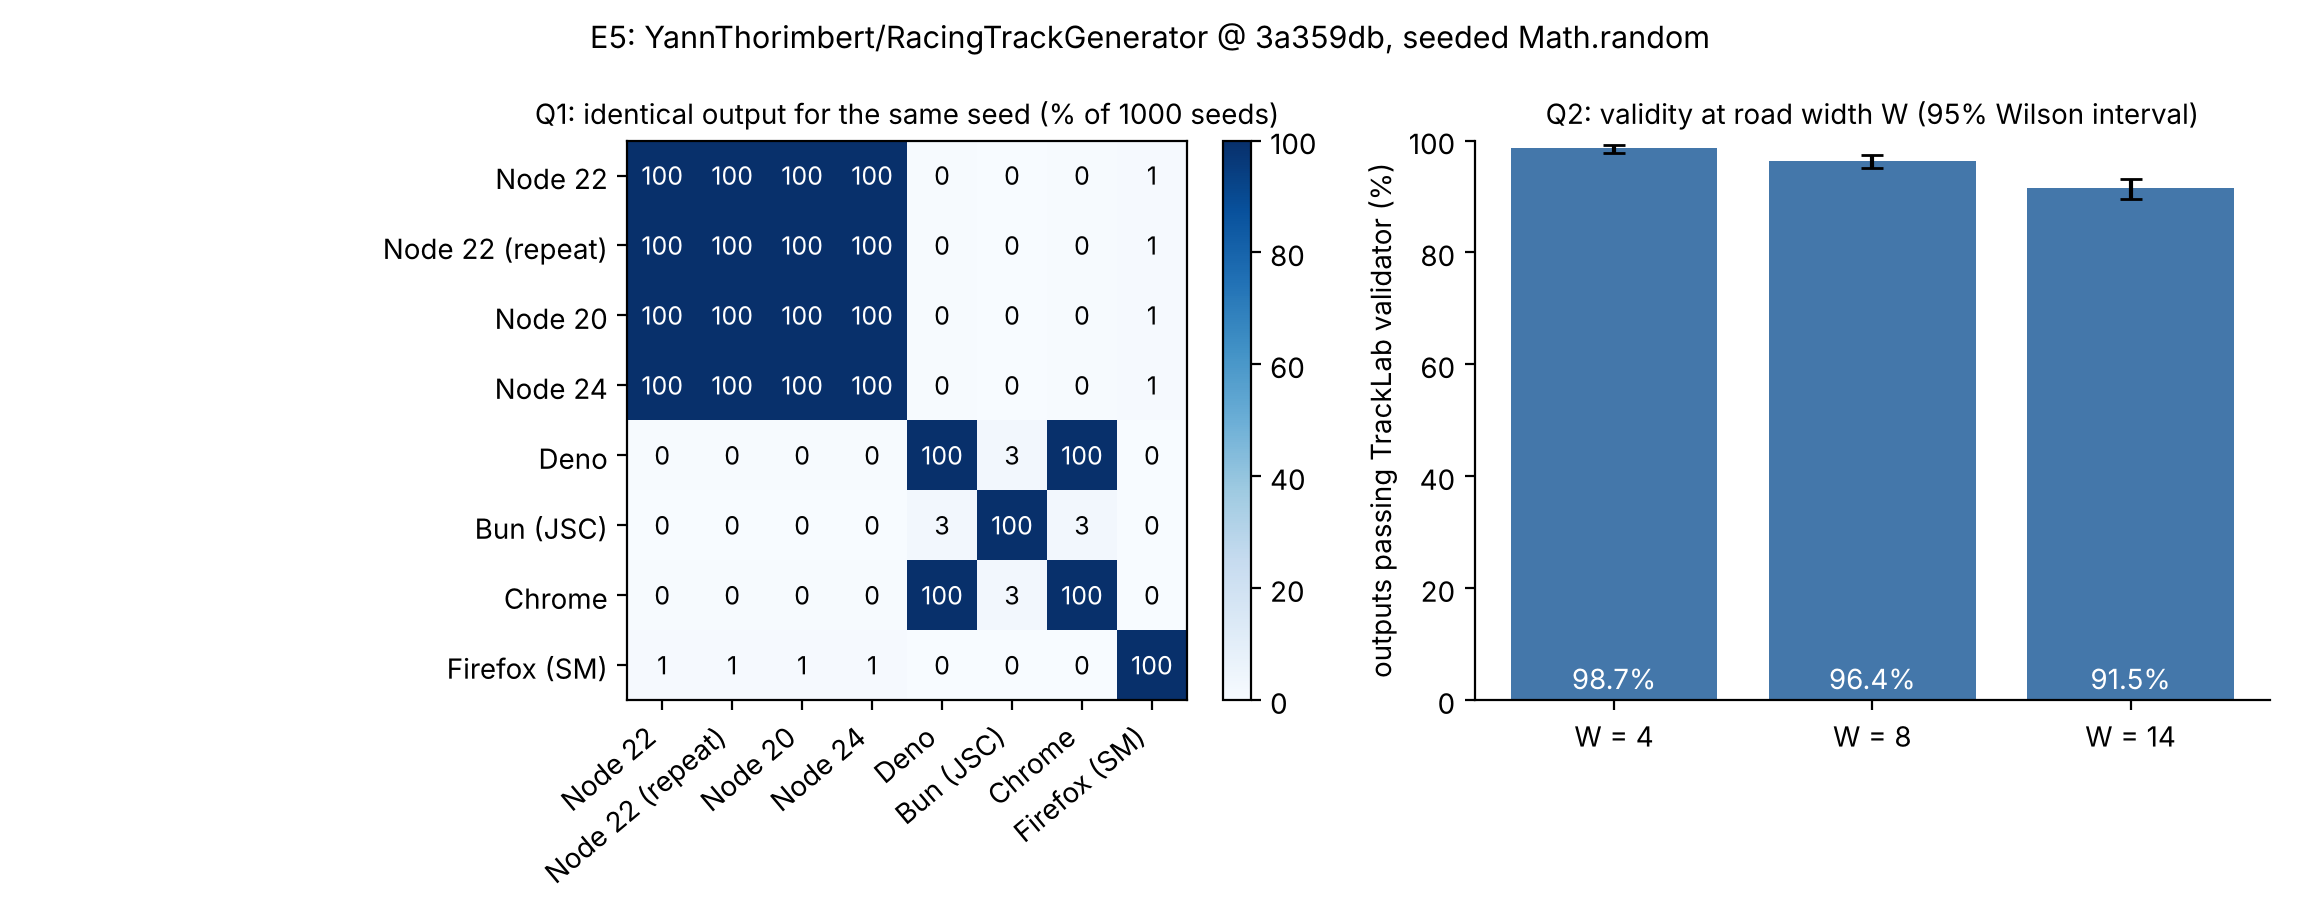 E5: YannThorimbert/RacingTrackGenerator @ 3a359db, seeded Math.random
Q1: identical output for the same seed (% of 1000 seeds)
Node 22 100 100 100 100 0 0 0 1
Node 22 (repeat) 100 100 100 100 0 0 0 1
Node 20 100 100 100 100 0 0 0 1
Node 24 100 100 100 100 0 0 0 1
Deno 0 0 0 0 100 3 100 0
Bun (JSC) 0 0 0 0 3 100 3 0
Chrome 0 0 0 0 100 3 100 0
Firefox (SM) 1 1 1 1 0 0 0 100
Node 22
Node 22 (repeat)
Node 20
Node 24
Deno
Bun (JSC)
Chrome
Firefox (SM)
100
80
60
40
20
0
Q2: validity at road width W (95% Wilson interval)
outputs passing TrackLab validator (%)
100
80
60
40
20
0
98.7% 96.4% 91.5%
W = 4 W = 8 W = 14